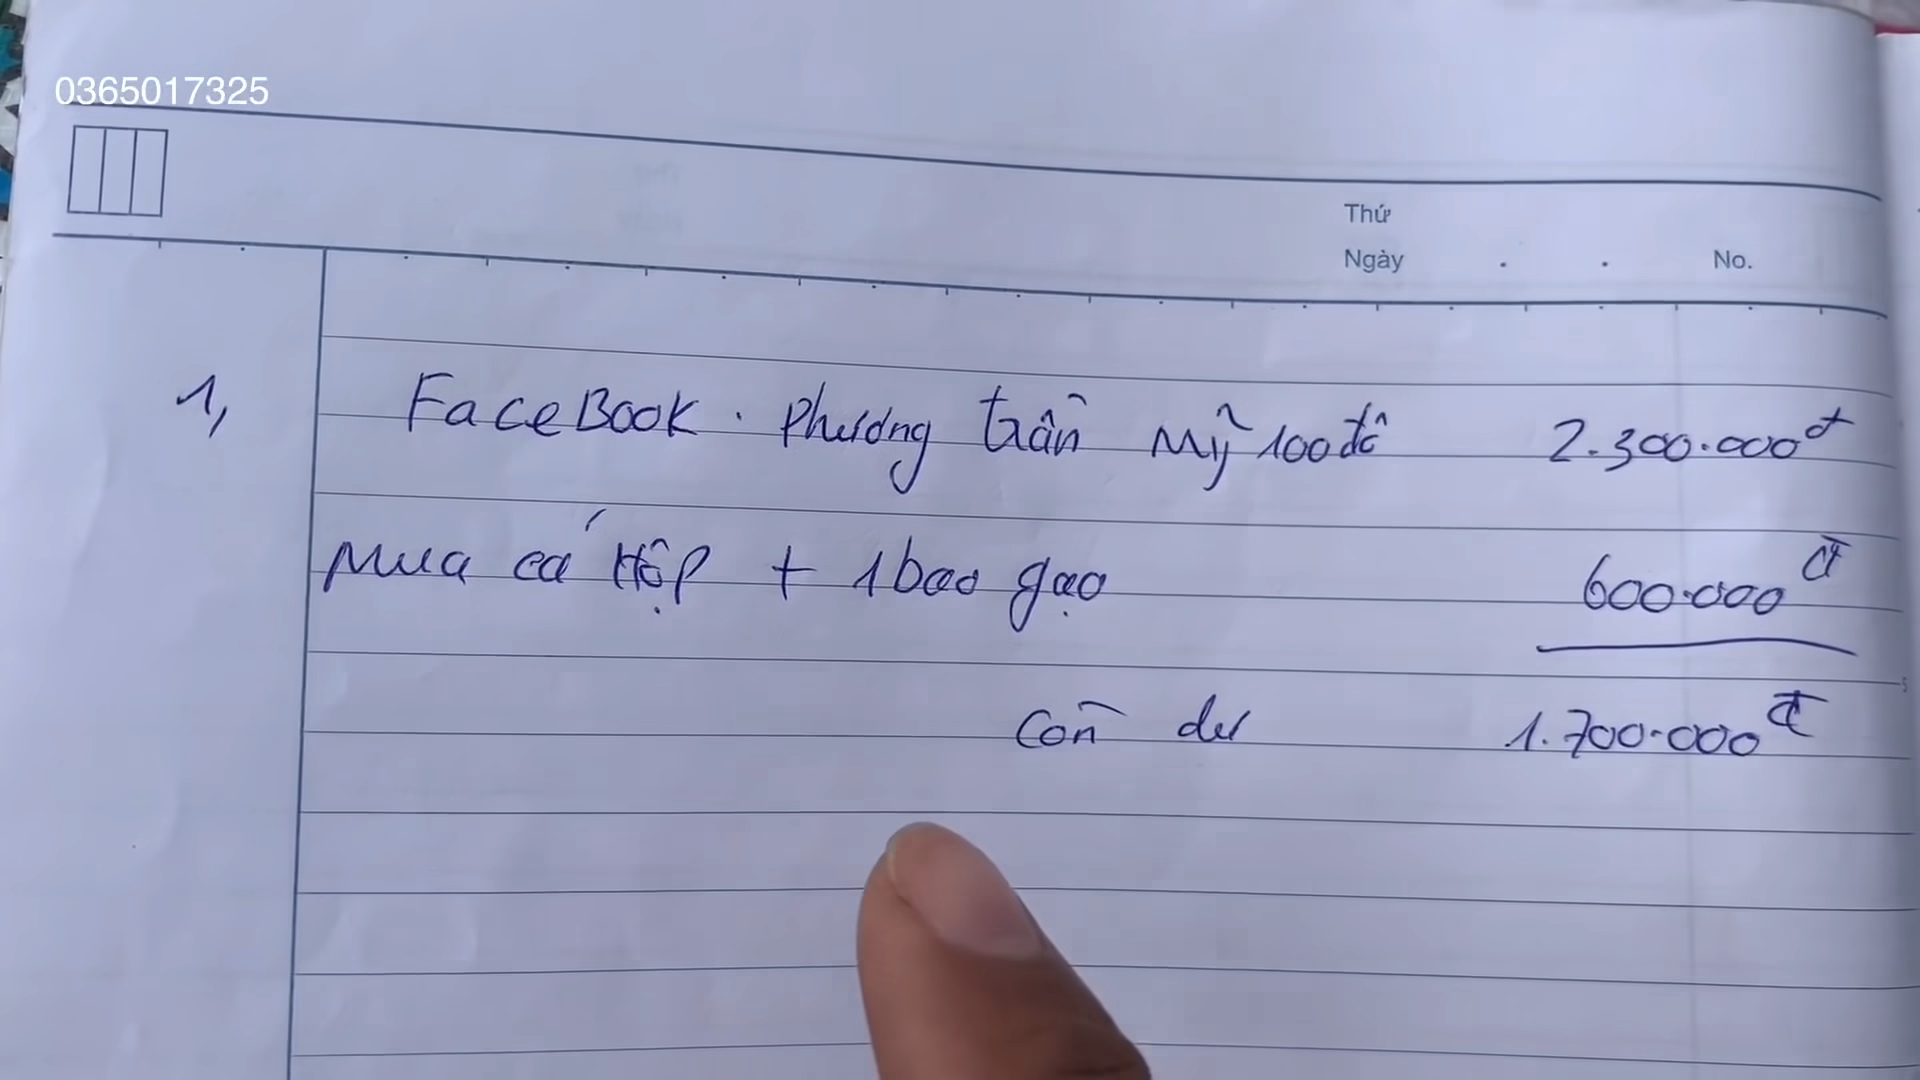 0365017325
Thứ
Ngày . . No.
1, FaceBook . Phương trần Mỹ 100 đô 2.300.000đ
Mua cá Hộp + 1 bao gạo 600.000đ
Còn dư 1.700.000đ